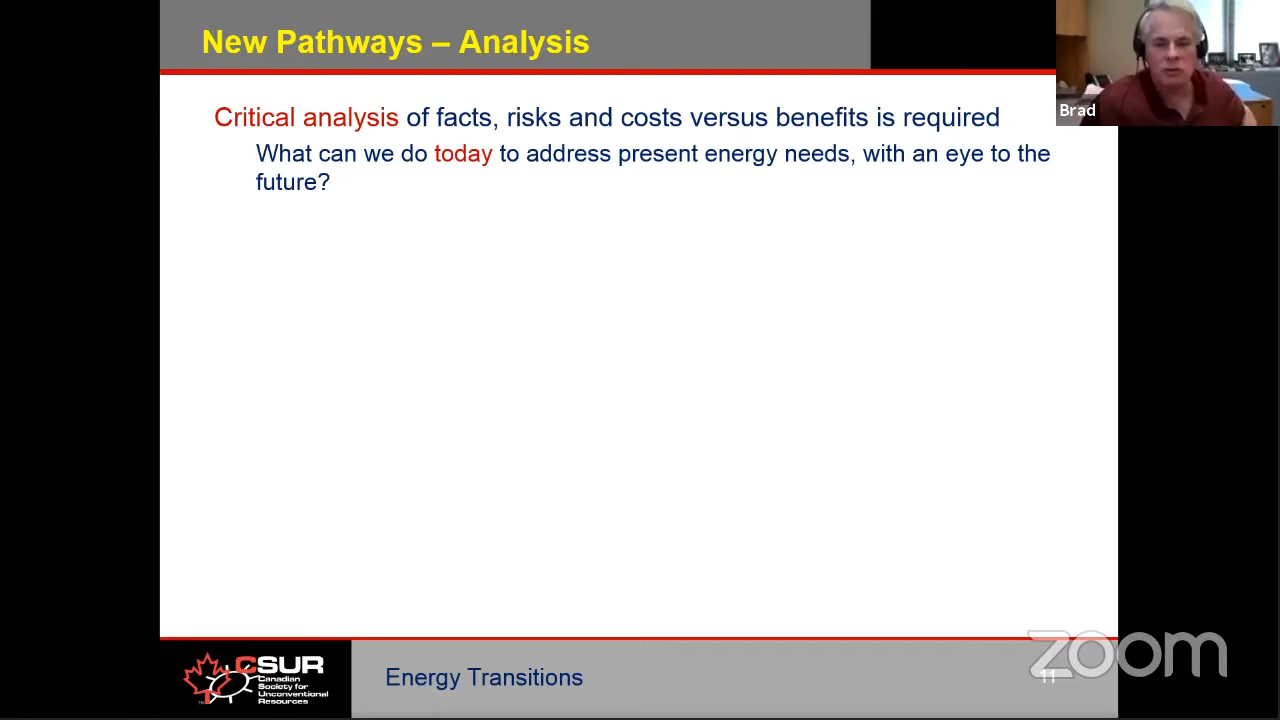 New Pathways – Analysis
Brad
Critical analysis of facts, risks and costs versus benefits is required
What can we do today to address present energy needs, with an eye to the
future?
CSUR
Canadian
Society for
Unconventional
Resources
TM
Energy Transitions
11
zoom